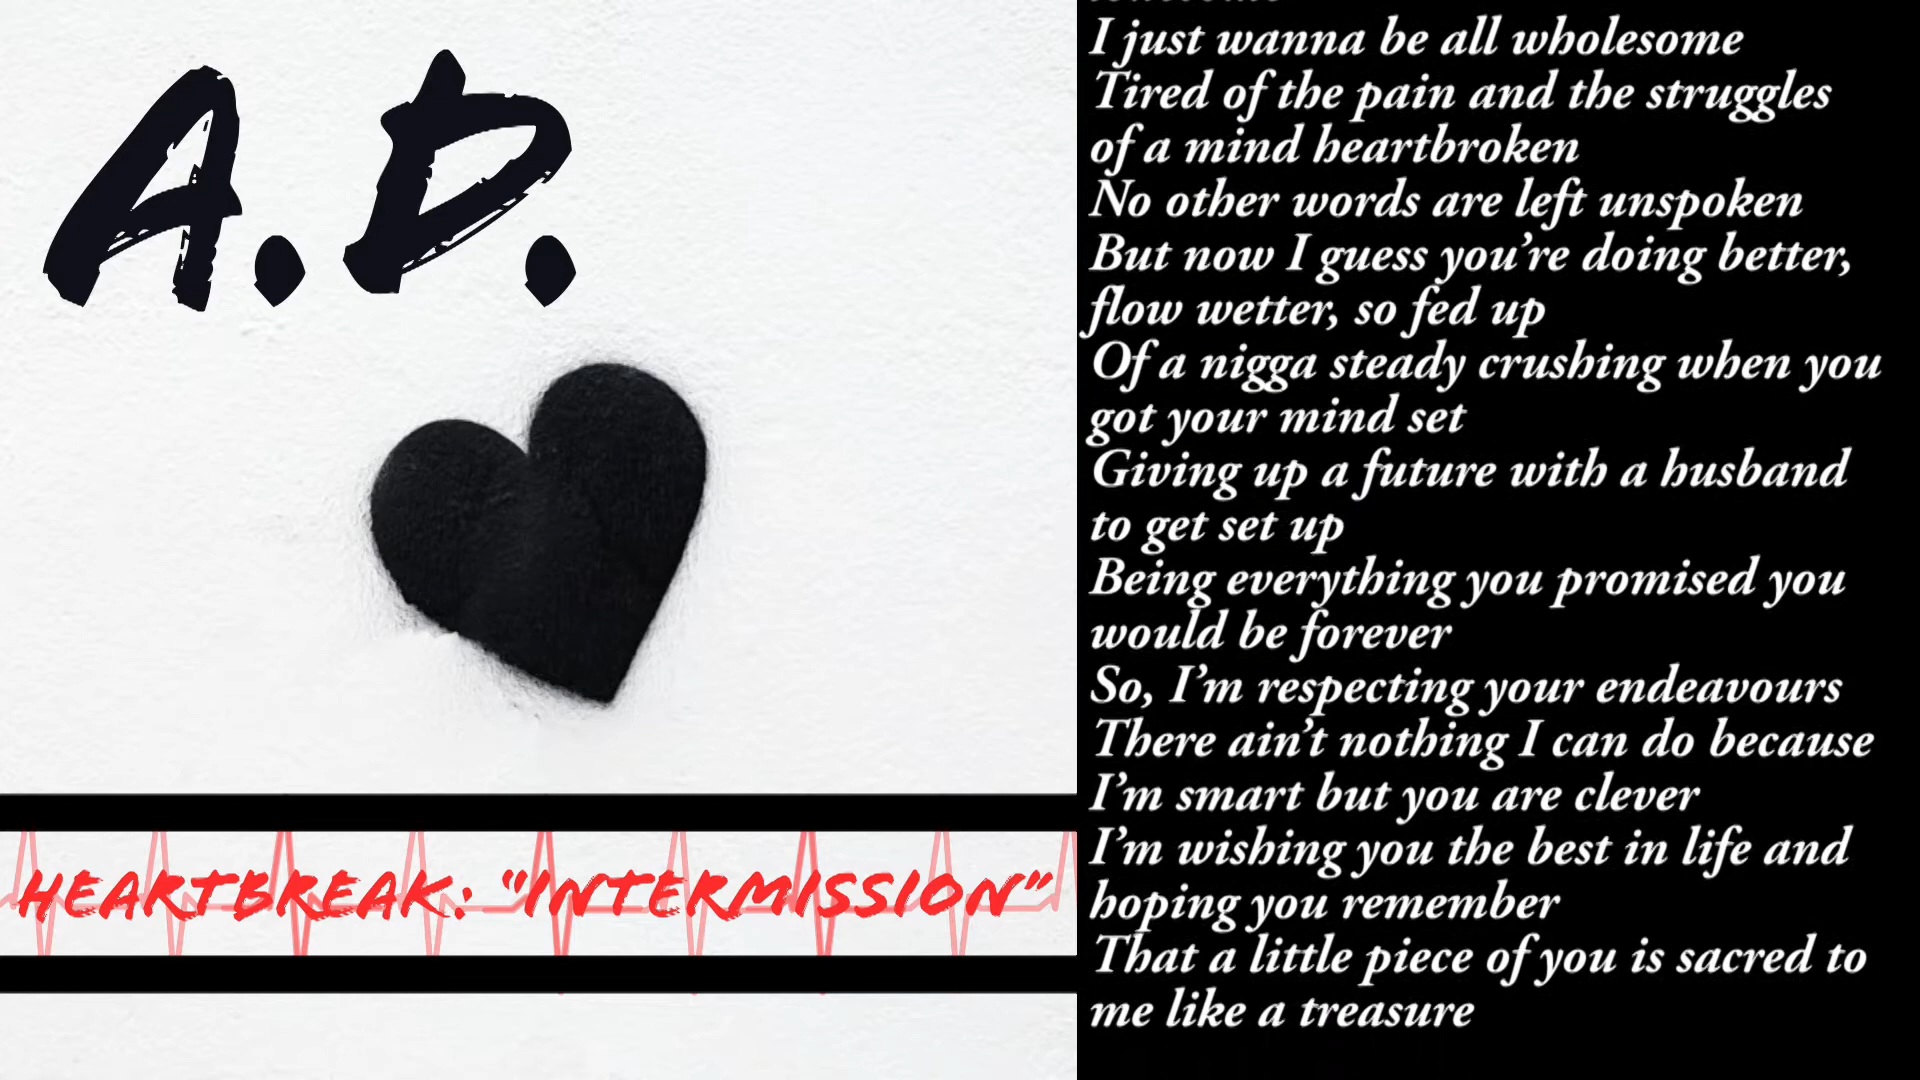 A.D.
HEARTBREAK: "INTERMISSION"
I just wanna be all wholesome
Tired of the pain and the struggles
of a mind heartbroken
No other words are left unspoken
But now I guess you're doing better,
flow wetter, so fed up
Of a nigga steady crushing when you
got your mind set
Giving up a future with a husband
to get set up
Being everything you promised you
would be forever
So, I'm respecting your endeavours
There ain't nothing I can do because
I'm smart but you are clever
I'm wishing you the best in life and
hoping you remember
That a little piece of you is sacred to
me like a treasure